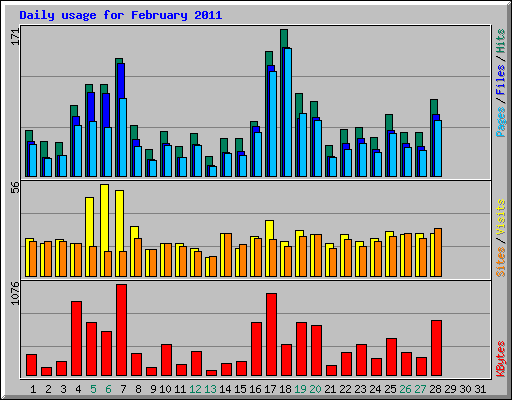 Daily usage for February 2011
171
Pages / Files / Hits
56
Sites / Visits
1076
KBytes
1 2 3 4 5 6 7 8 9 10 11 12 13 14 15 16 17 18 19 20 21 22 23 24 25 26 27 28 29 30 31